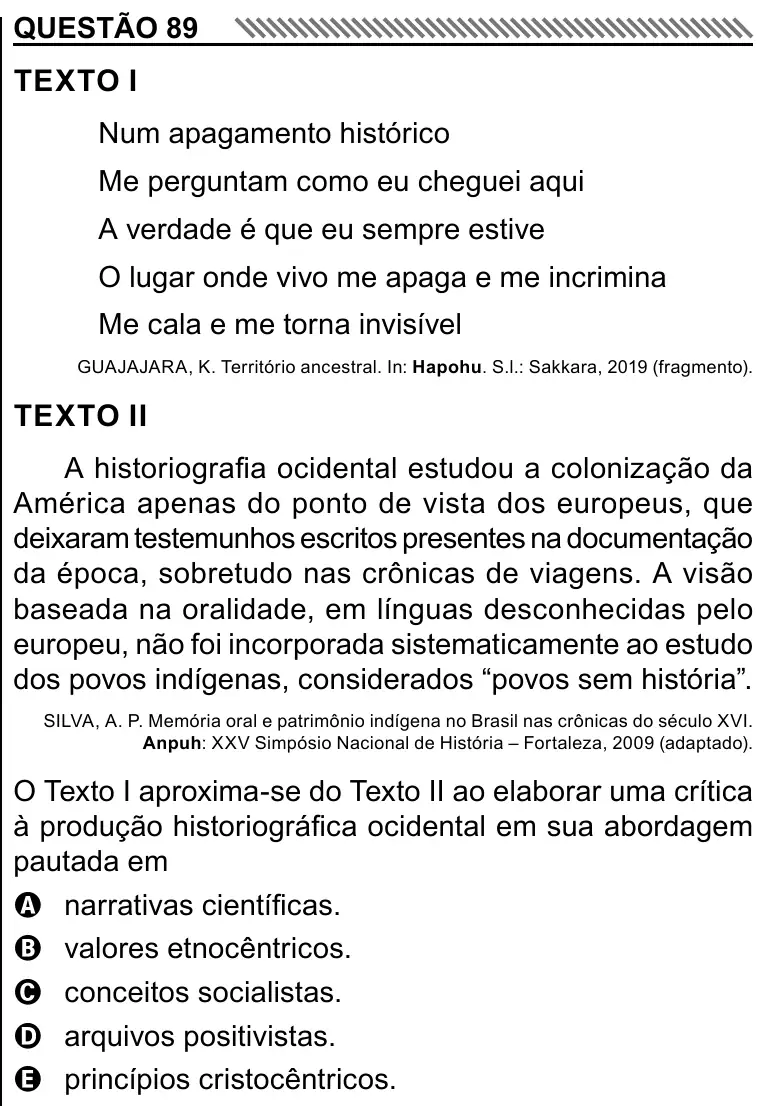 QUESTÃO 89
TEXTO I
Num apagamento histórico
Me perguntam como eu cheguei aqui
A verdade é que eu sempre estive
O lugar onde vivo me apaga e me incrimina
Me cala e me torna invisível
GUAJAJARA, K. Território ancestral. In: Hapohu. S.l.: Sakkara, 2019 (fragmento).
TEXTO II
A historiografia ocidental estudou a colonização da
América apenas do ponto de vista dos europeus, que
deixaram testemunhos escritos presentes na documentação
da época, sobretudo nas crônicas de viagens. A visão
baseada na oralidade, em línguas desconhecidas pelo
europeu, não foi incorporada sistematicamente ao estudo
dos povos indígenas, considerados “povos sem história”.
SILVA, A. P. Memória oral e patrimônio indígena no Brasil nas crônicas do século XVI.
Anpuh: XXV Simpósio Nacional de História – Fortaleza, 2009 (adaptado).
O Texto I aproxima-se do Texto II ao elaborar uma crítica
à produção historiográfica ocidental em sua abordagem
pautada em
A narrativas científicas.
B valores etnocêntricos.
C conceitos socialistas.
D arquivos positivistas.
E princípios cristocêntricos.